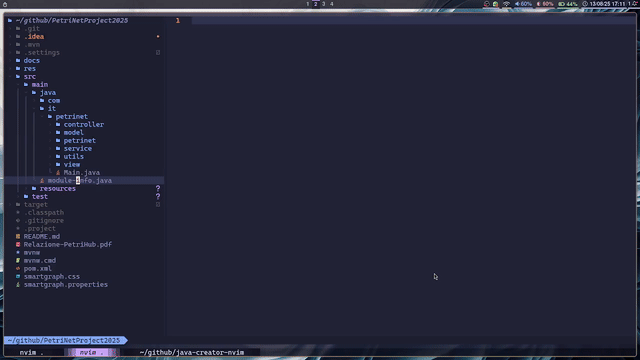 1 2 3 4
60% 80% 44% 13-08-25 17:11
~/github/PetriNetProject2025
1
.git
.idea
.mvn
.settings
docs
res
src
main
java
com
it
petrinet
controller
model
petrinet
service
utils
view
Main.java
module-info.java
resources ?
test ?
target
.classpath
.gitignore
.project
README.md
Relazione-PetriHub.pdf
mvnw
mvnw.cmd
pom.xml
smartgraph.css
smartgraph.properties
~/github/PetriNetProject2025
nvim . nvim . ~/github/java-creator-nvim